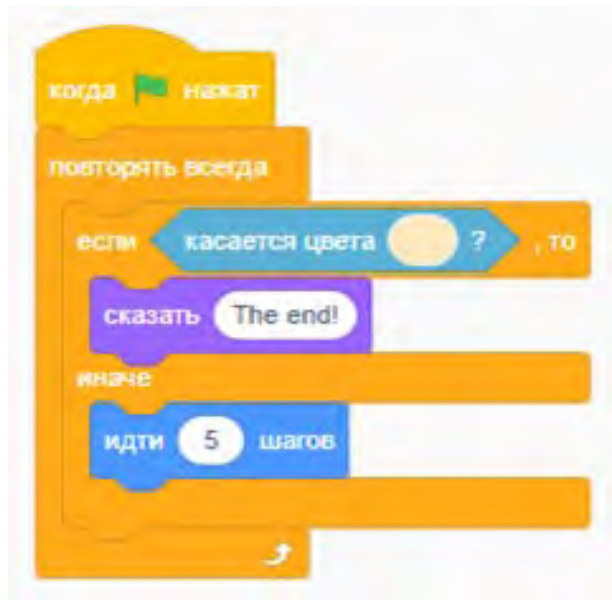 когда нажат
повторять всегда
если касается цвета ? , то
сказать The end!
иначе
идти 5 шагов